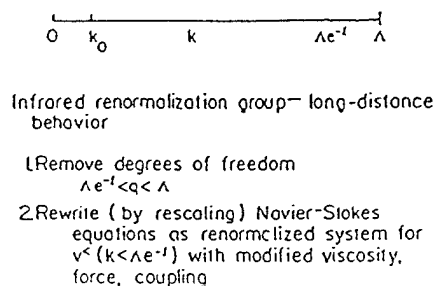 0 k₀ k Λe⁻ˡ Λ
Infrared renormalization group— long-distance
behavior
1.Remove degrees of freedom
Λe⁻ˡ<q<Λ
2.Rewrite (by rescaling) Navier-Stokes
equations as renormalized system for
v^<(k<Λe⁻ˡ) with modified viscosity,
force, coupling